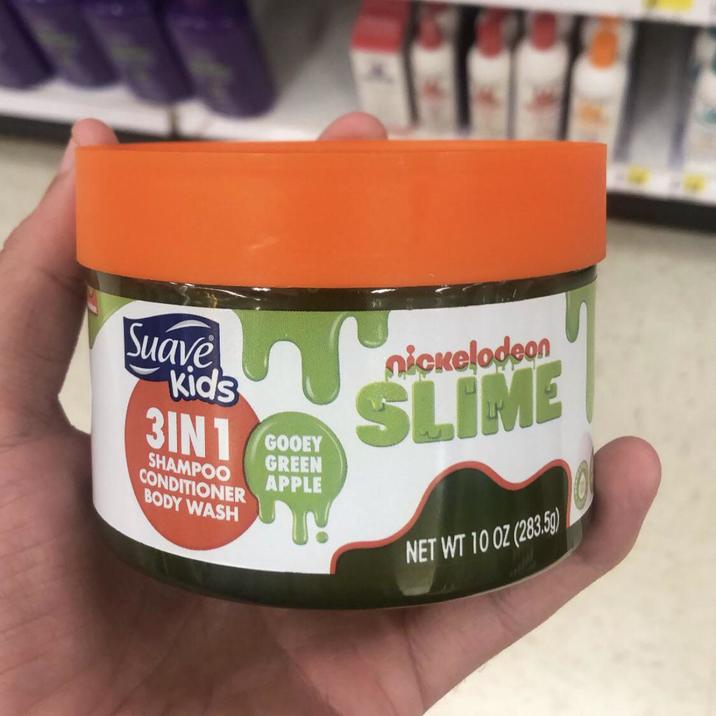 Suave
kids
3IN1
SHAMPOO
CONDITIONER
BODY WASH
GOOEY
GREEN
APPLE
nickelodeon
SLIME
NET WT 10 OZ (283.5g)